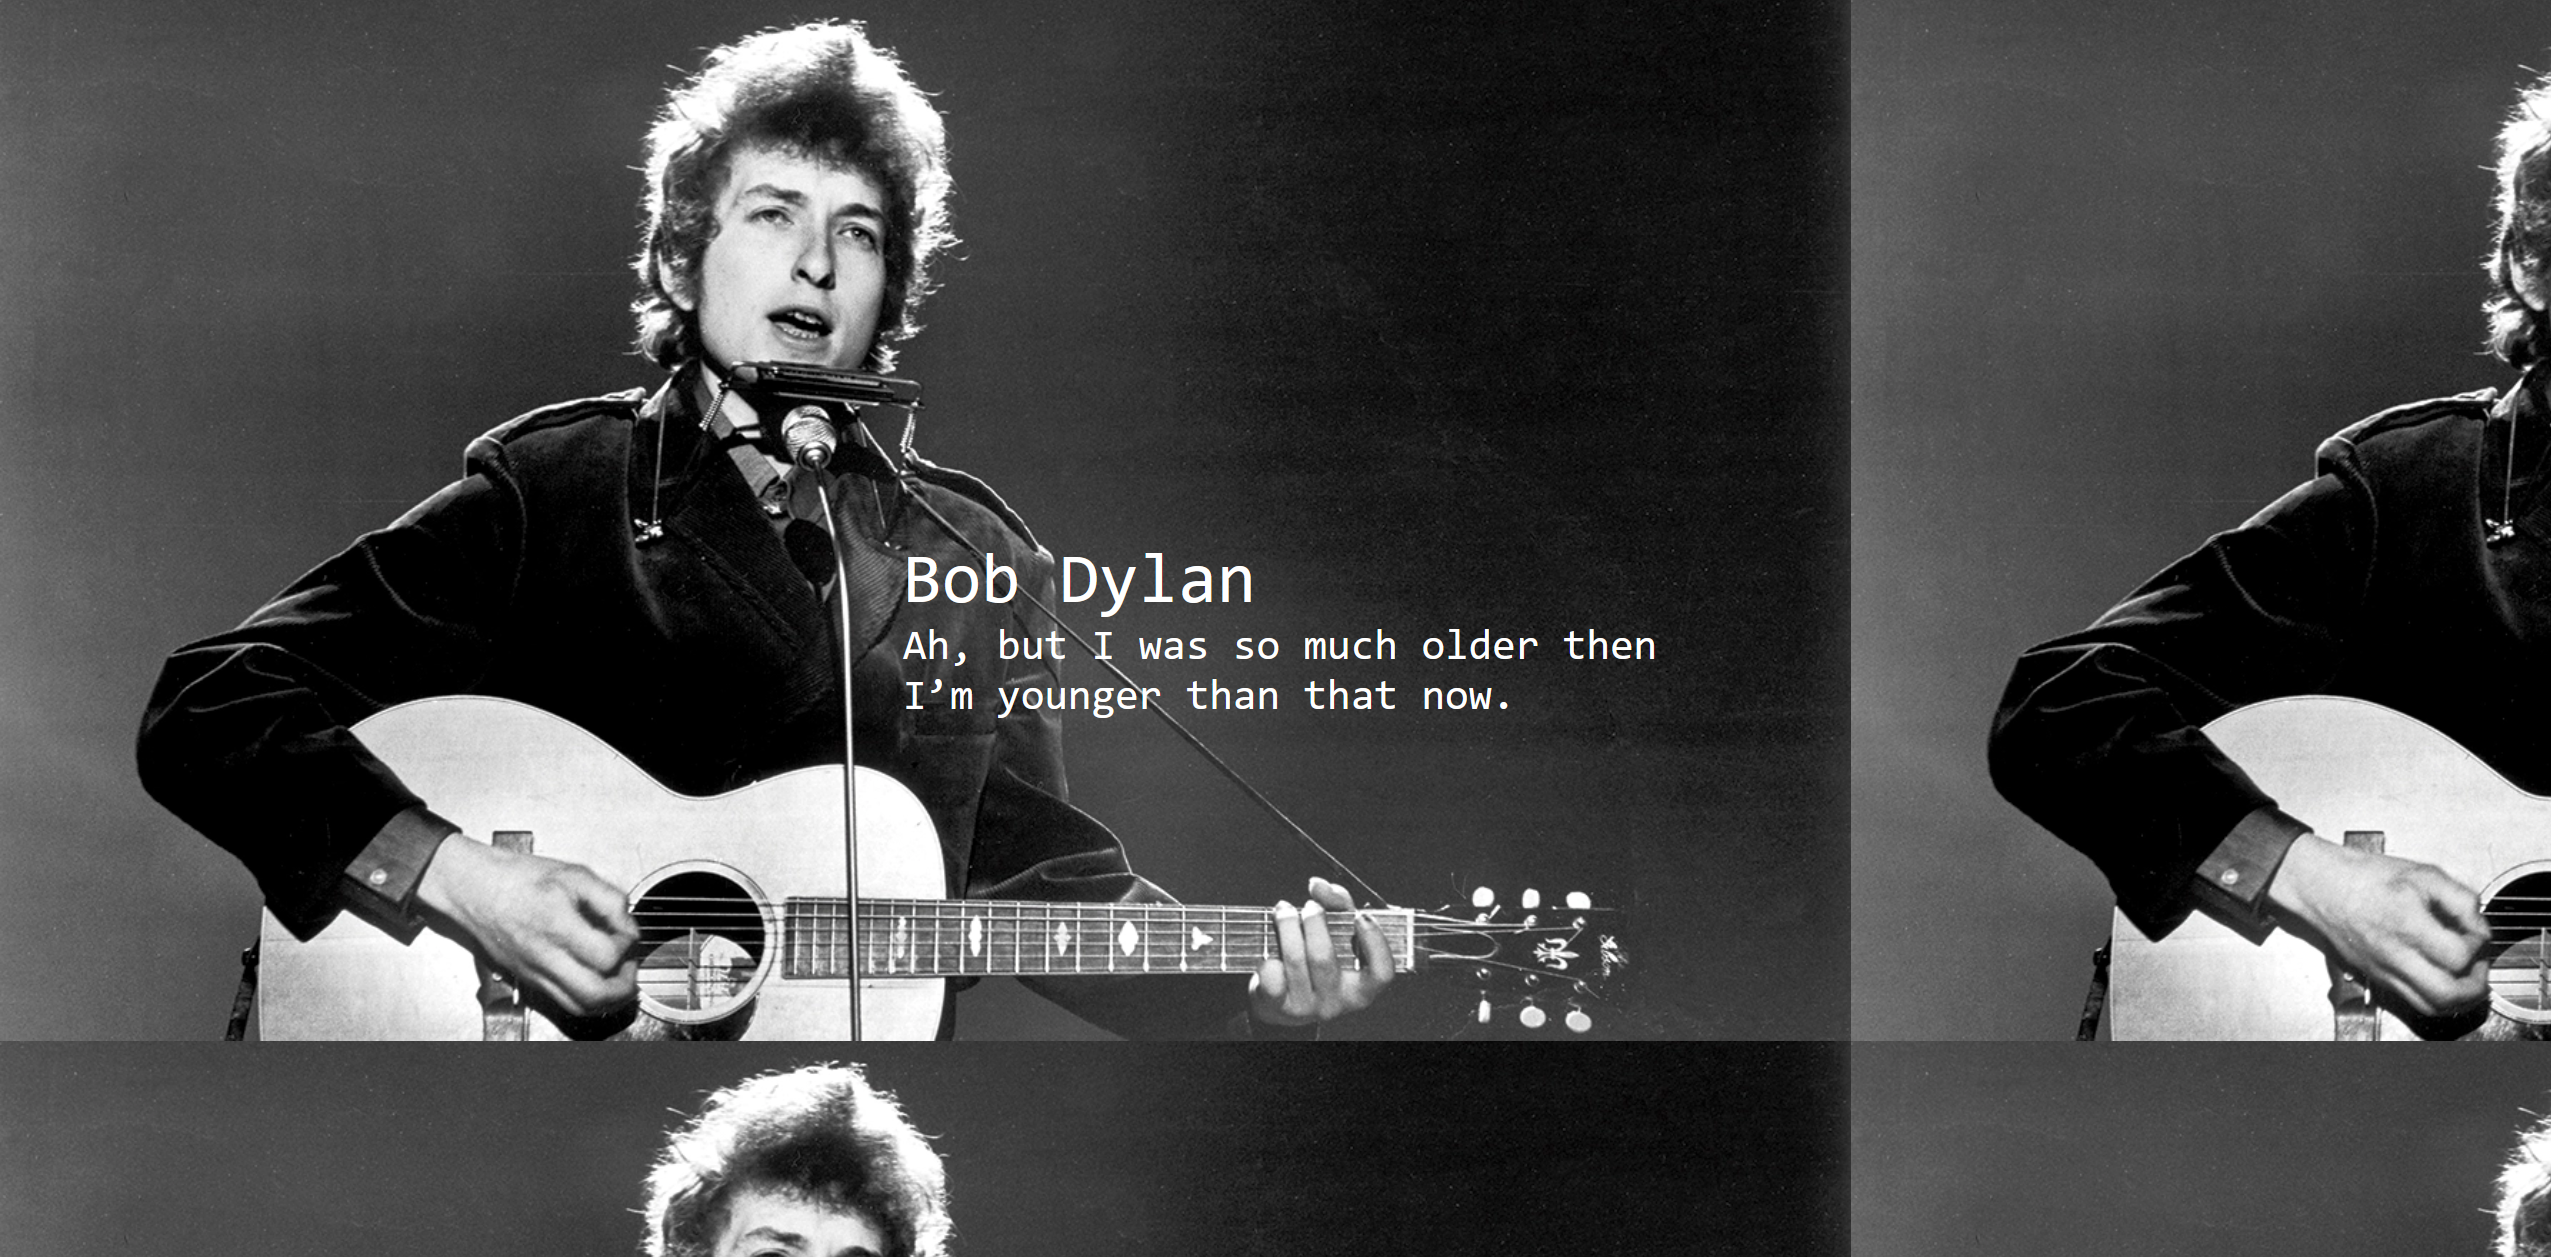 Bob Dylan
Ah, but I was so much older then
I’m younger than that now.